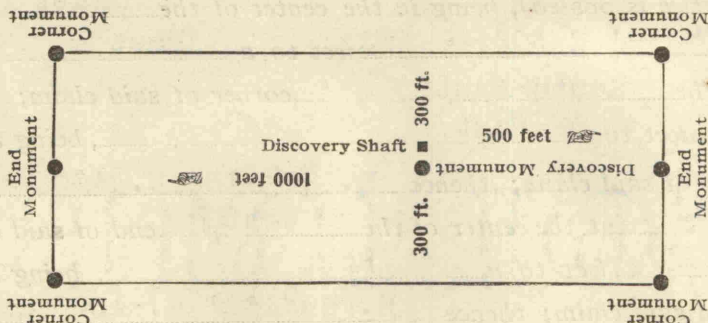 Corner
Monument
Corner
Monument
300 ft.
Discovery Shaft
500 feet
End
Monument
1000 feet
Discovery Monument
End
Monument
300 ft.
Corner
Monument
Corner
Monument